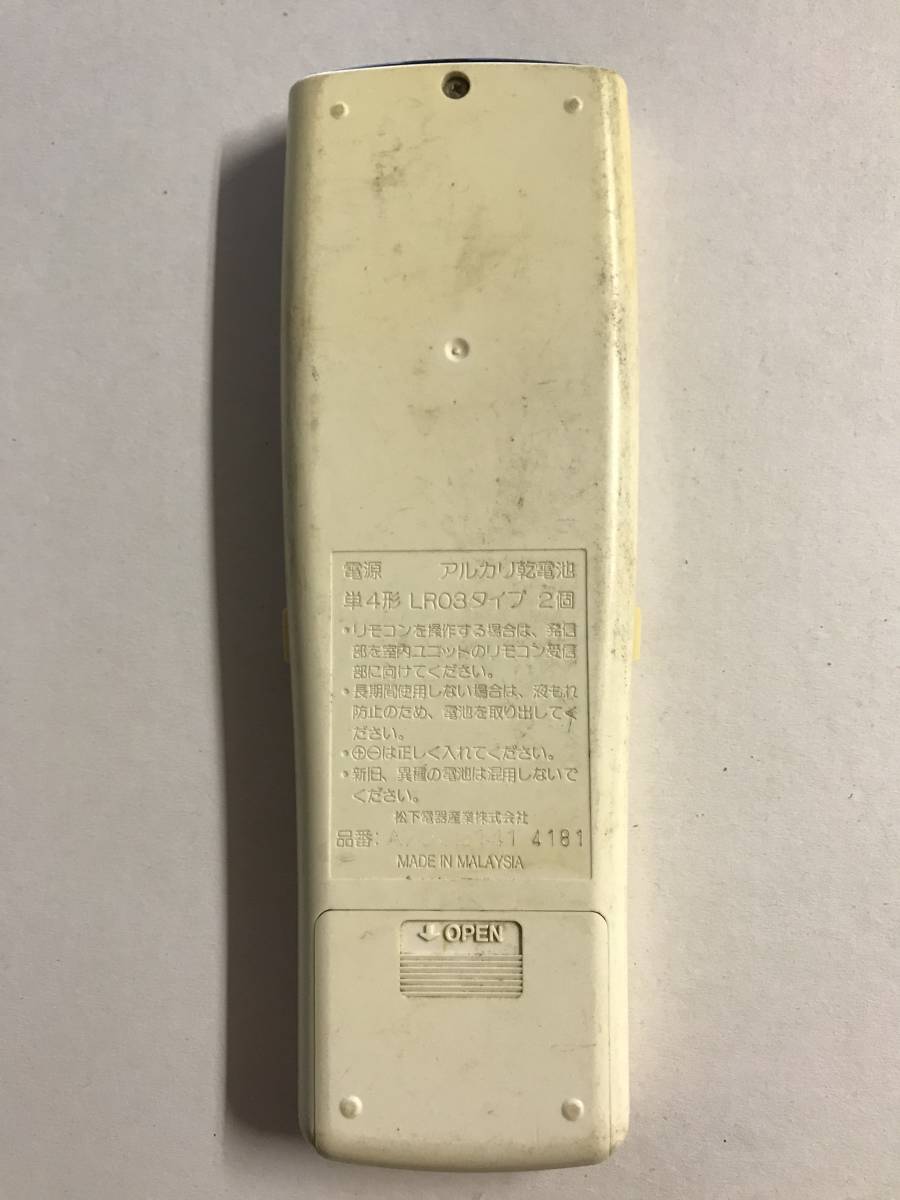 電源 アルカリ乾電池
単4形 LR03タイプ 2個
・リモコンを操作する場合は、発信
部を室内ユニットのリモコン受信
部に向けてください。
・長期間使用しない場合は、液もれ
防止のため、電池を取り出してく
ださい。
・⊕⊖は正しく入れてください。
・新旧、異種の電池は混用しないで
ください。
松下電器産業株式会社
品番: 4181
MADE IN MALAYSIA
OPEN